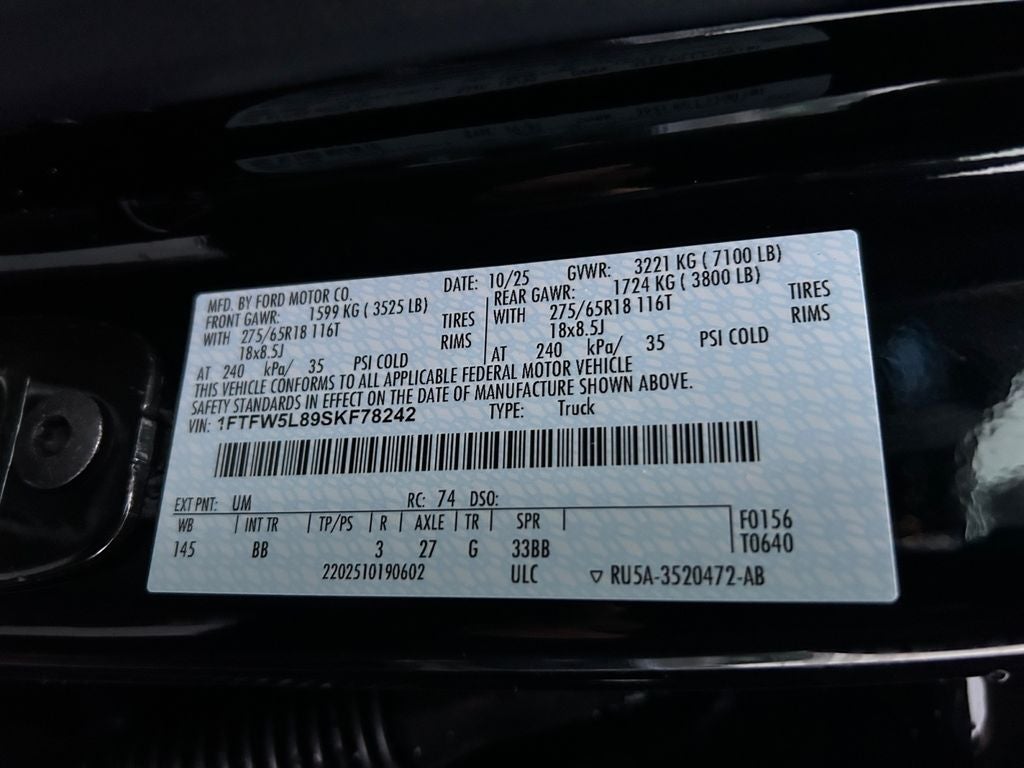 MFD. BY FORD MOTOR CO. DATE: 10/25 GVWR: 3221 KG ( 7100 LB)
FRONT GAWR: 1599 KG ( 3525 LB) REAR GAWR: 1724 KG ( 3800 LB)
WITH 275/65R18 116T TIRES WITH 275/65R18 116T TIRES
18x8.5J RIMS 18x8.5J RIMS
AT 240 kPa/ 35 PSI COLD AT 240 kPa/ 35 PSI COLD
THIS VEHICLE CONFORMS TO ALL APPLICABLE FEDERAL MOTOR VEHICLE
SAFETY STANDARDS IN EFFECT ON THE DATE OF MANUFACTURE SHOWN ABOVE.
VIN: 1FTFW5L89SKF78242 TYPE: Truck
EXT PNT: UM RC: 74 DSO:
WB INT TR TP/PS R AXLE TR SPR F0156
145 BB 3 27 G 33BB T0640
2202510190602 ULC ▽ RU5A-3520472-AB